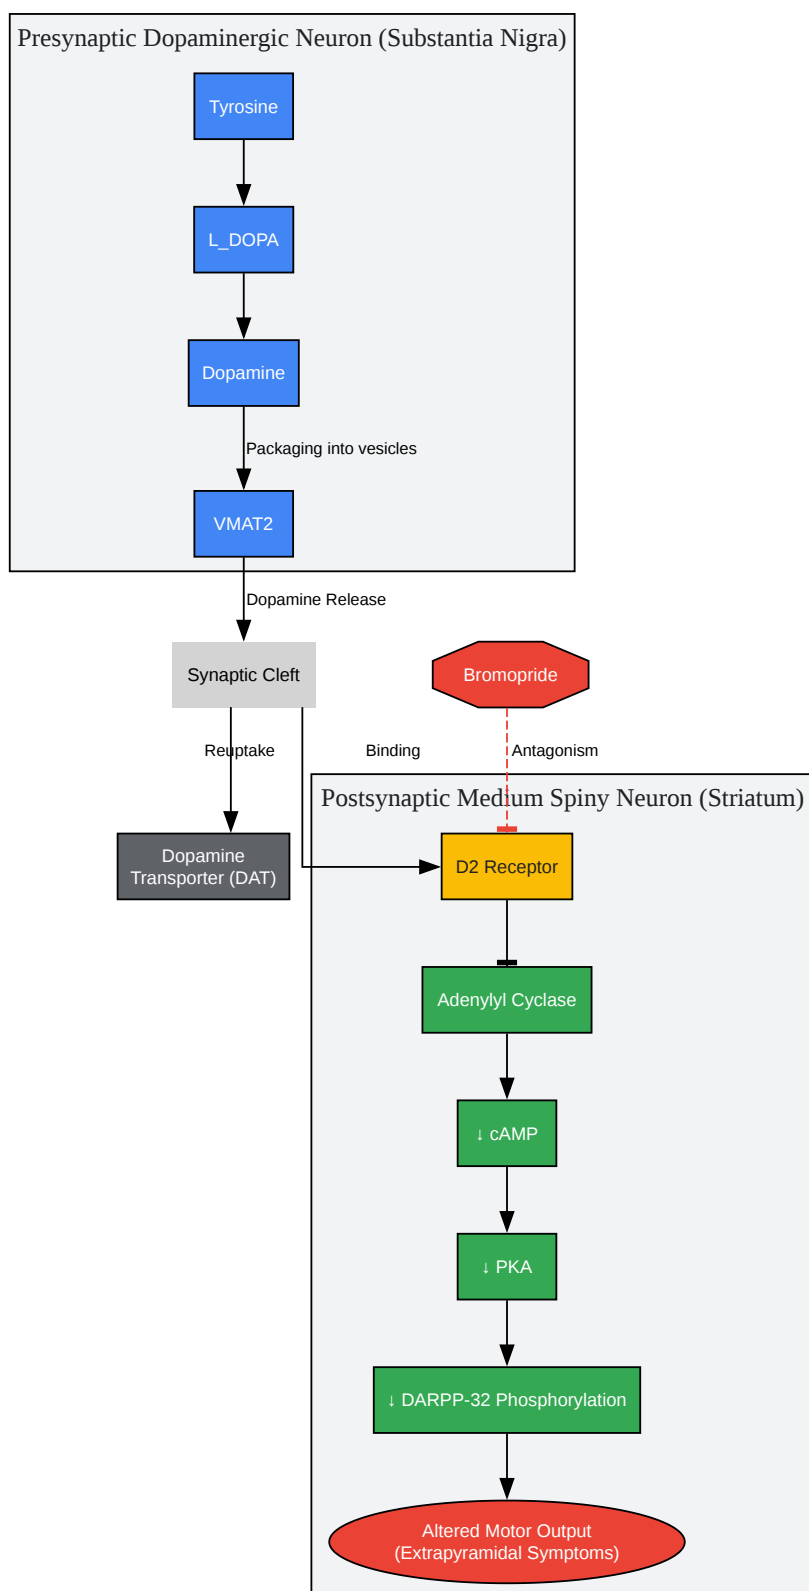 Presynaptic Dopaminergic Neuron (Substantia Nigra)
Tyrosine
L_DOPA
Dopamine
Packaging into vesicles
VMAT2
Dopamine Release
Synaptic Cleft
Bromopride
Reuptake
Binding
Antagonism
Postsynaptic Medium Spiny Neuron (Striatum)
Dopamine
Transporter (DAT)
D2 Receptor
Adenylyl Cyclase
↓ cAMP
↓ PKA
↓ DARPP-32 Phosphorylation
Altered Motor Output
(Extrapyramidal Symptoms)